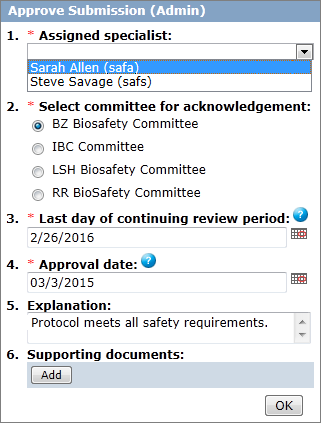 Approve Submission (Admin)
1. * Assigned specialist:
Sarah Allen (safa)
Steve Savage (safs)
2. * Select committee for acknowledgement:
BZ Biosafety Committee
IBC Committee
LSH Biosafety Committee
RR BioSafety Committee
3. * Last day of continuing review period: ?
2/26/2016
4. * Approval date: ?
03/3/2015
5. Explanation:
Protocol meets all safety requirements.
6. Supporting documents:
Add
OK